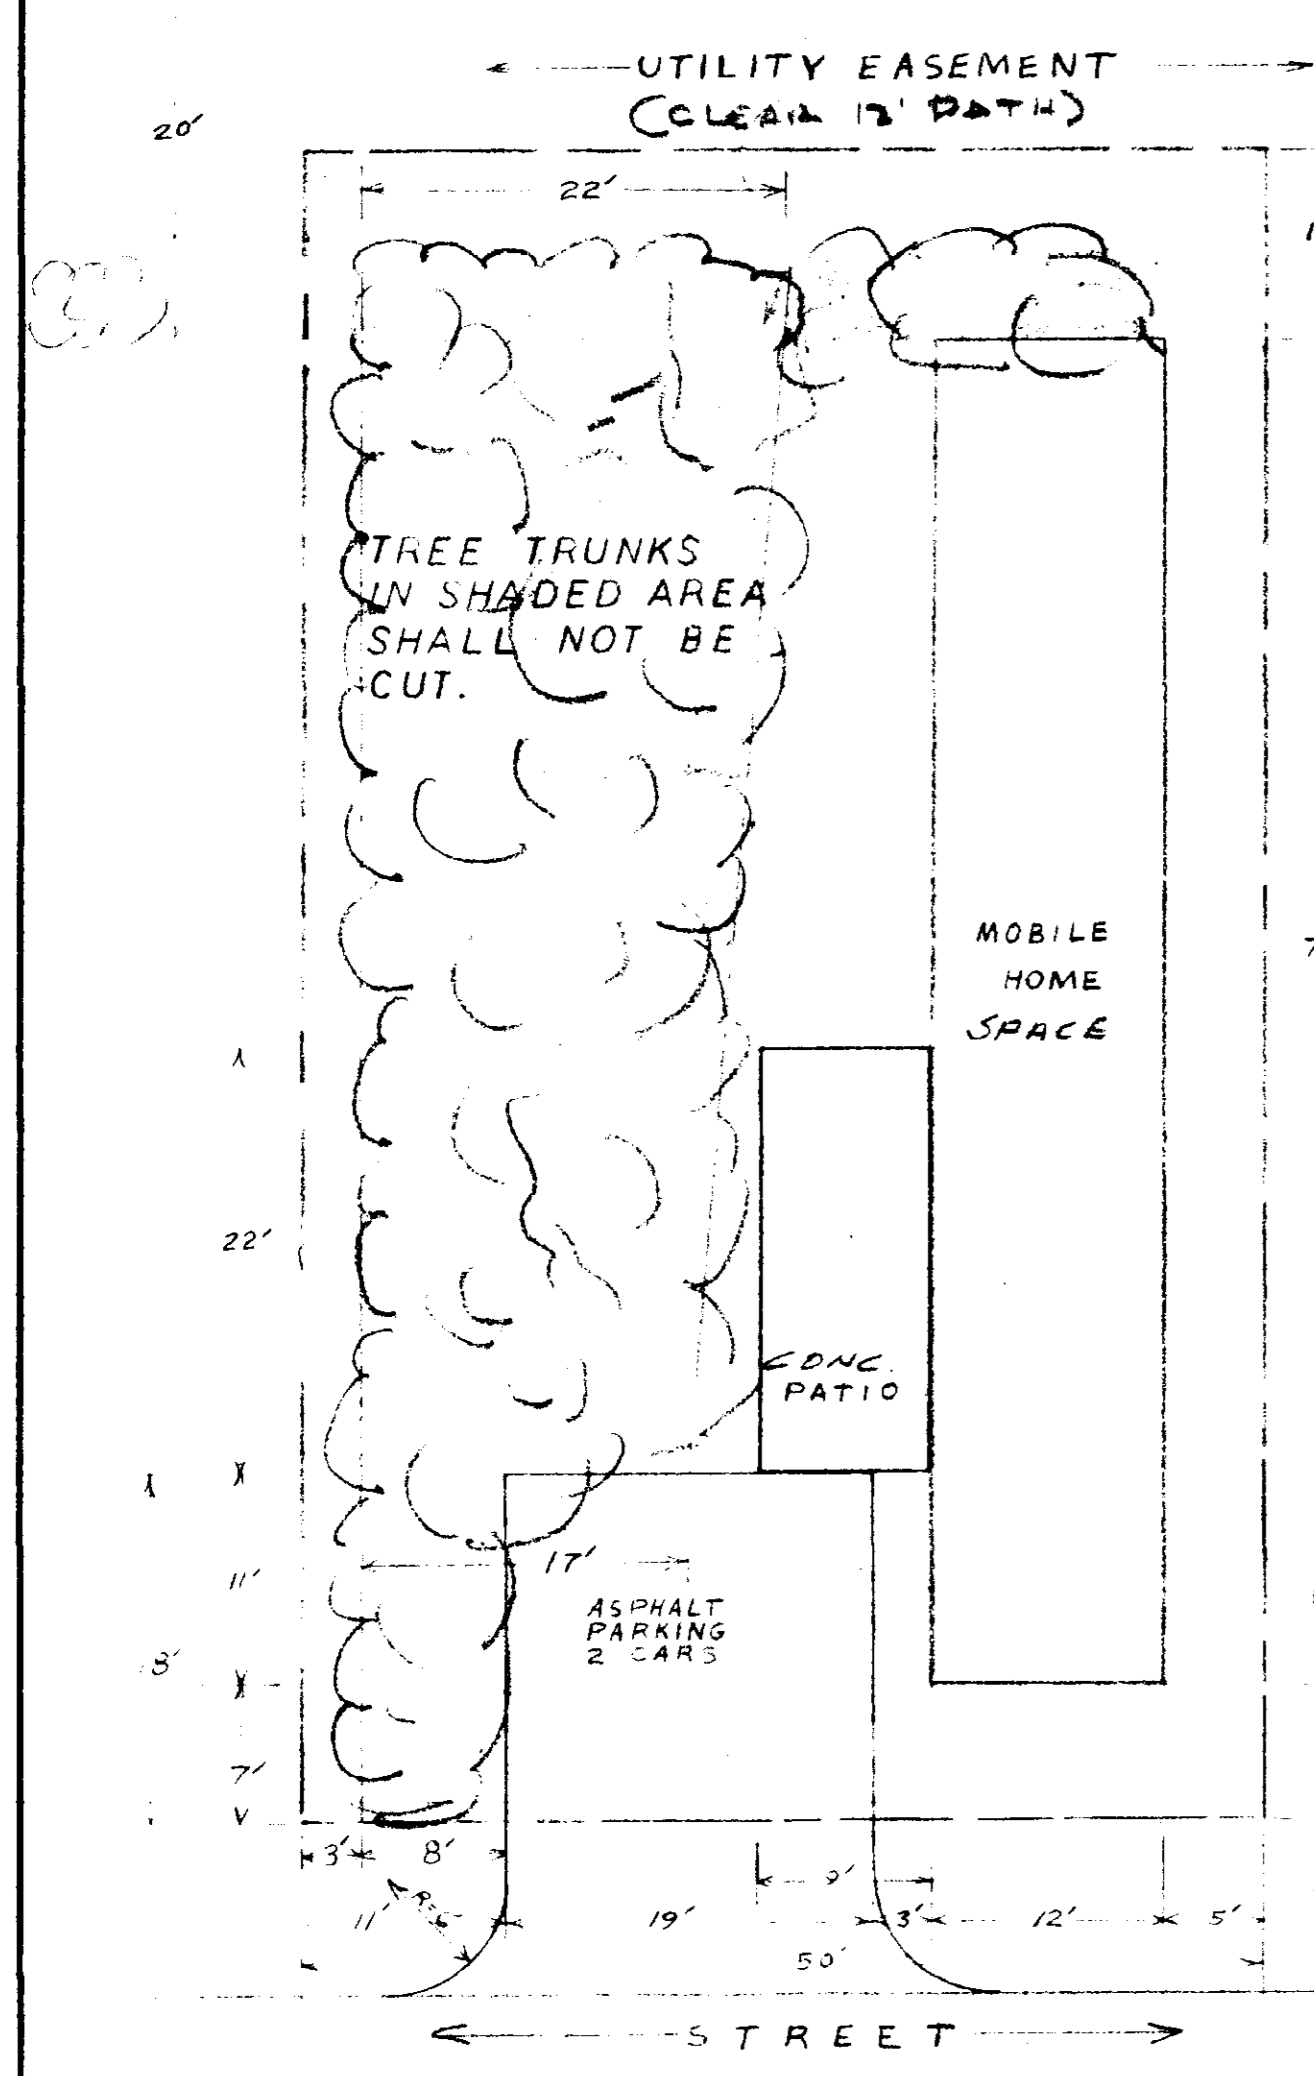 UTILITY EASEMENT
(CLEAR 12' PATH)
20'
22'
TREE TRUNKS
IN SHADED AREA
SHALL NOT BE
CUT.
MOBILE
HOME
SPACE
22'
CONC.
PATIO
17'
11'
ASPHALT
PARKING
2 CARS
8'
7'
3'
8'
9'
11'
19'
3'
12'
5'
50'
STREET